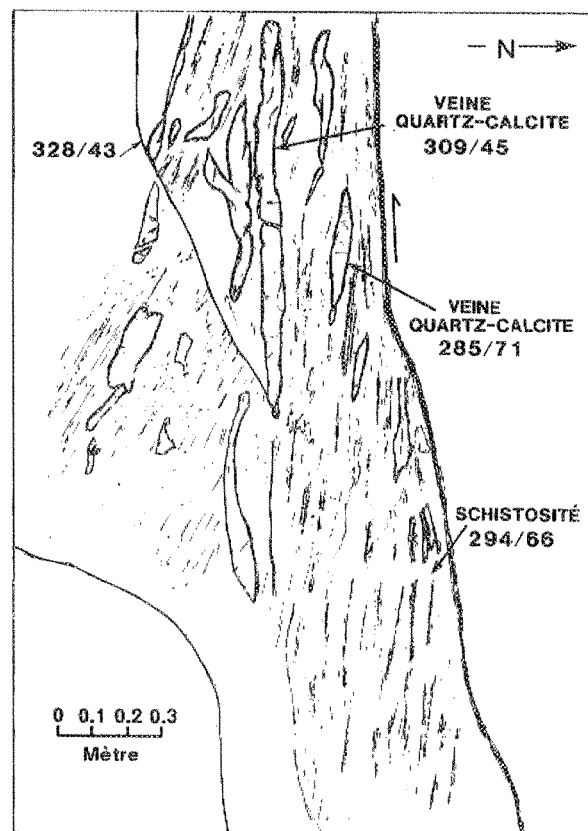 N
VEINE
QUARTZ-CALCITE
309/45
328/43
VEINE
QUARTZ-CALCITE
285/71
SCHISTOSITÉ
294/66
0 0.1 0.2 0.3
Mètre